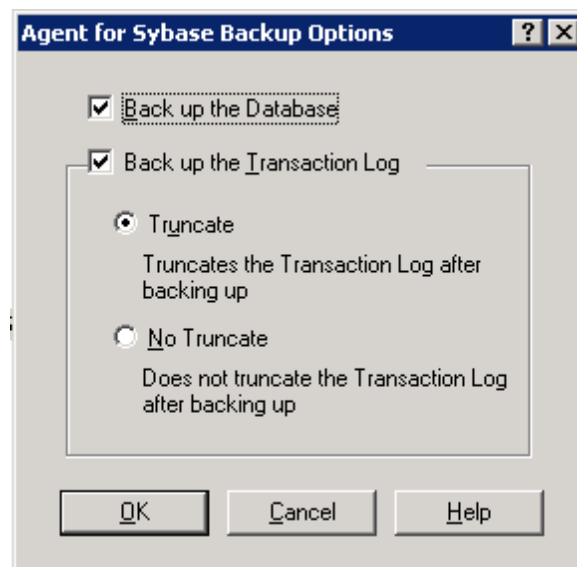 Agent for Sybase Backup Options
Back up the Database
Back up the Transaction Log
Truncate
Truncates the Transaction Log after
backing up
No Truncate
Does not truncate the Transaction Log
after backing up
OK Cancel Help